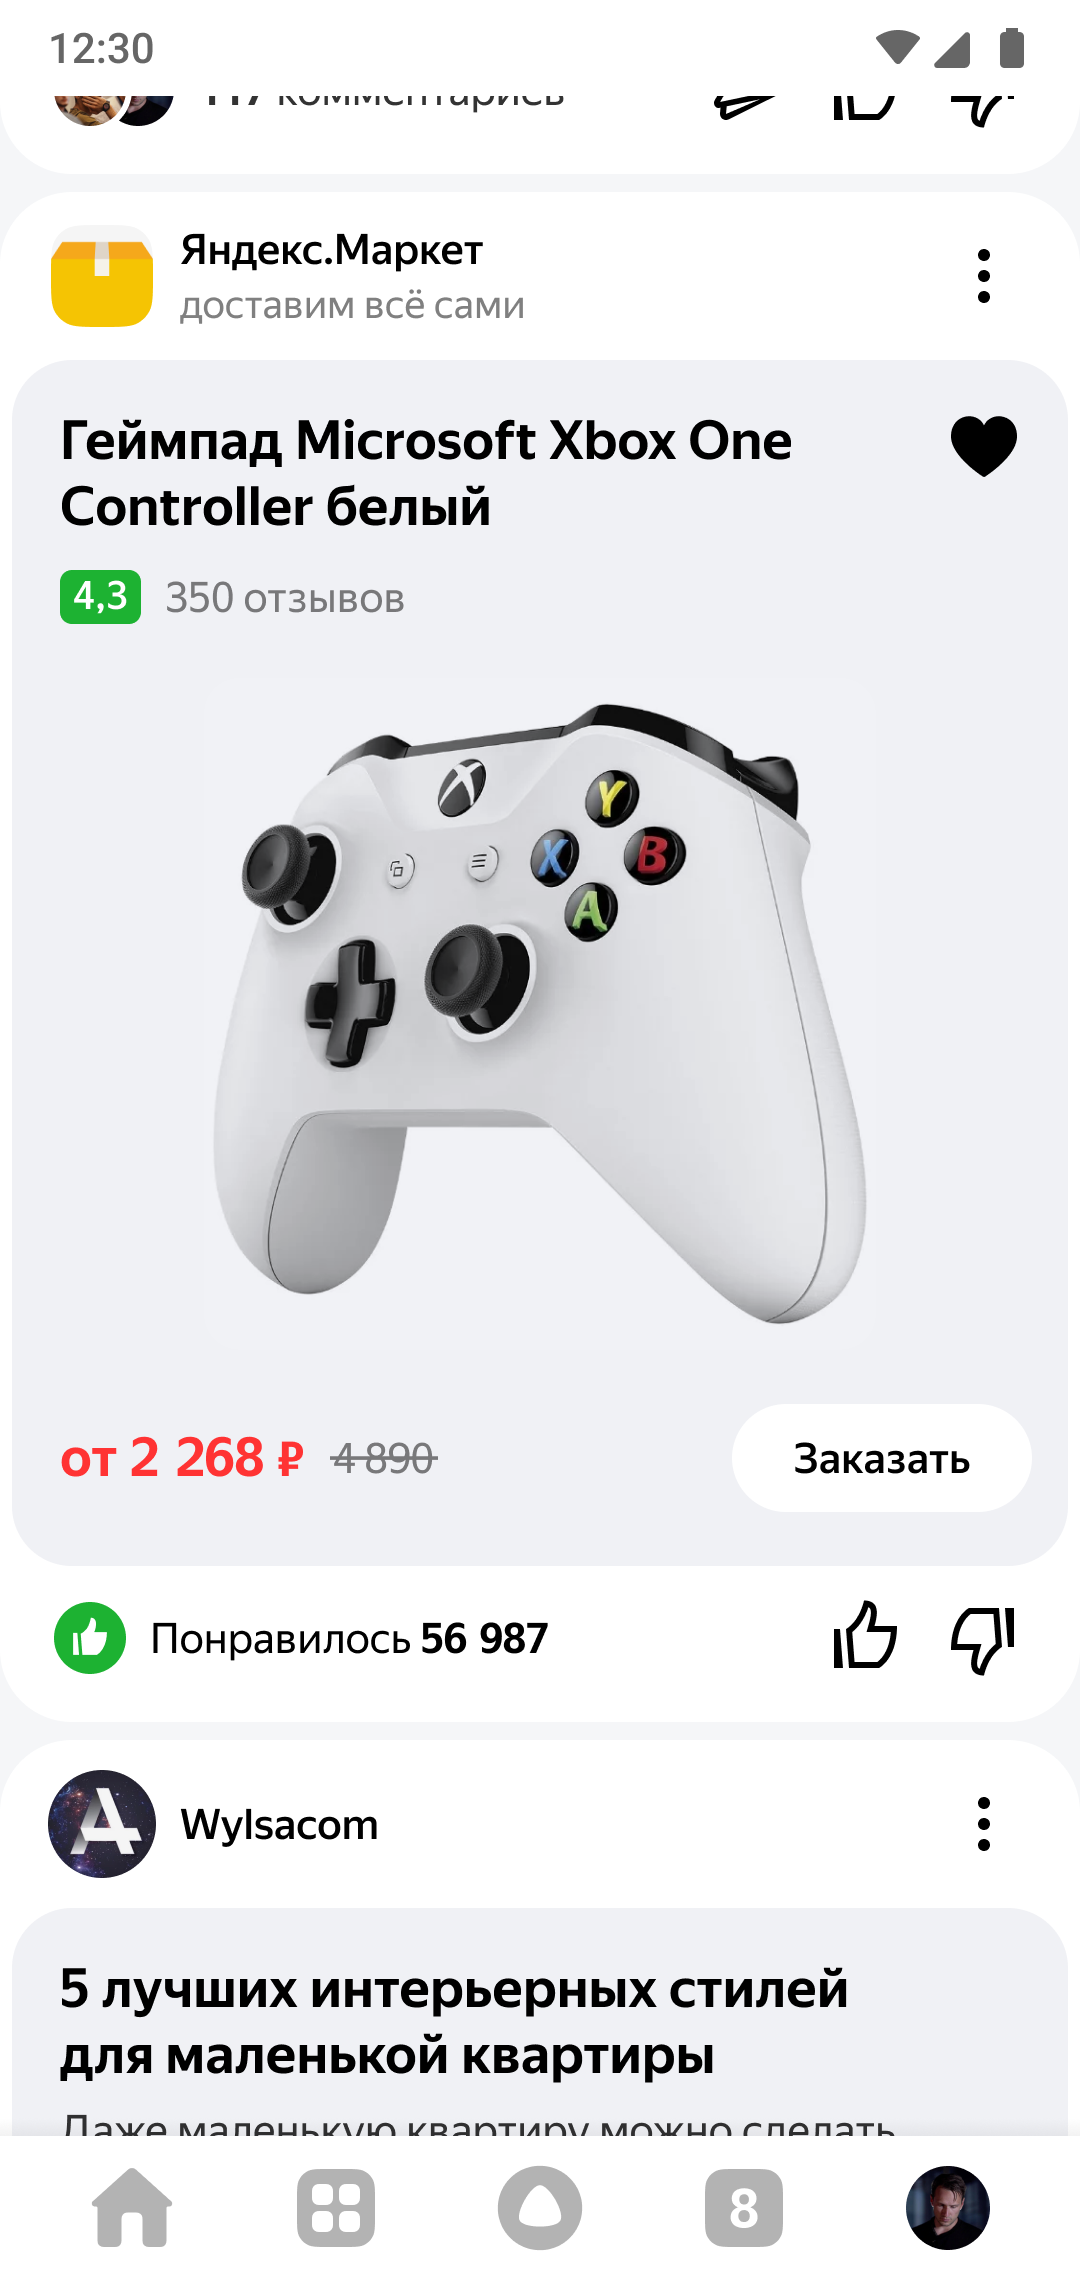 12:30
комментариев
Яндекс.Маркет
доставим всё сами
Геймпад Microsoft Xbox One
Controller белый
4,3 350 отзывов
Y
X B
A
от 2 268 ₽ 4 890 Заказать
Понравилось 56 987
Wylsacom
5 лучших интерьерных стилей
для маленькой квартиры
Даже маленькую квартиру можно сделать
8